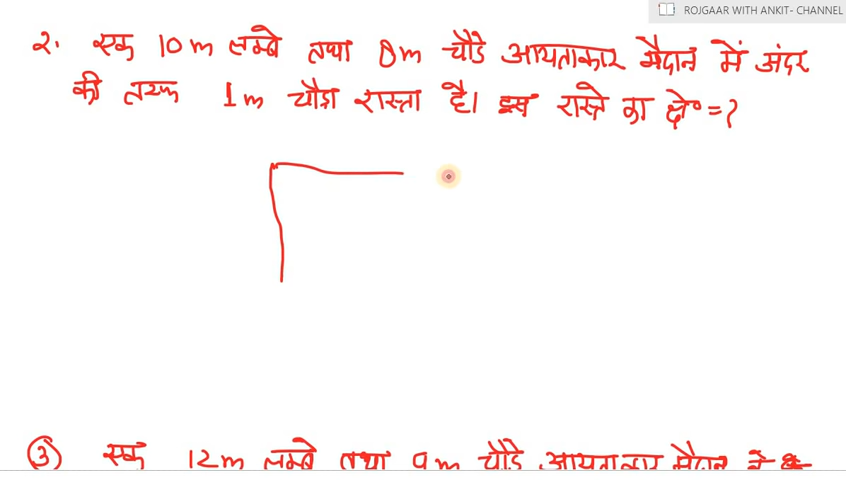 ROJGAAR WITH ANKIT- CHANNEL
२. एक 10m लम्बे तथा 8m चौडे आयताकार मैदान में अंदर
की तरफ 1m चौडा रास्ता है। इस रास्ते का क्षे० = ?
③ एक 12m लम्बे तथा 9m चौडे आयताकार मैदान